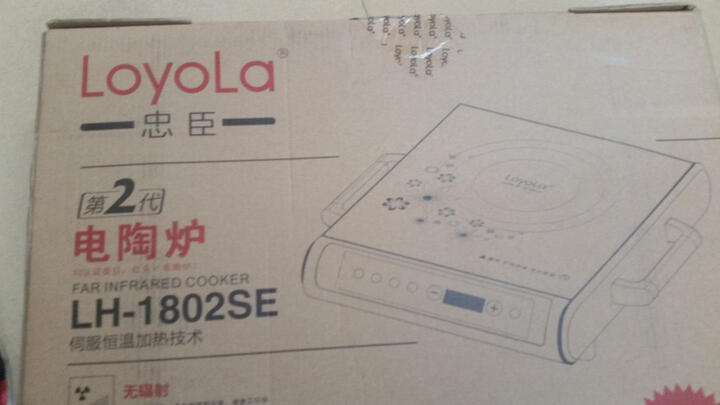 LoyoLa®
忠臣
第2代
电陶炉
FAR INFRARED COOKER
LH-1802SE
伺服恒温加热技术
无辐射
LOYOLA